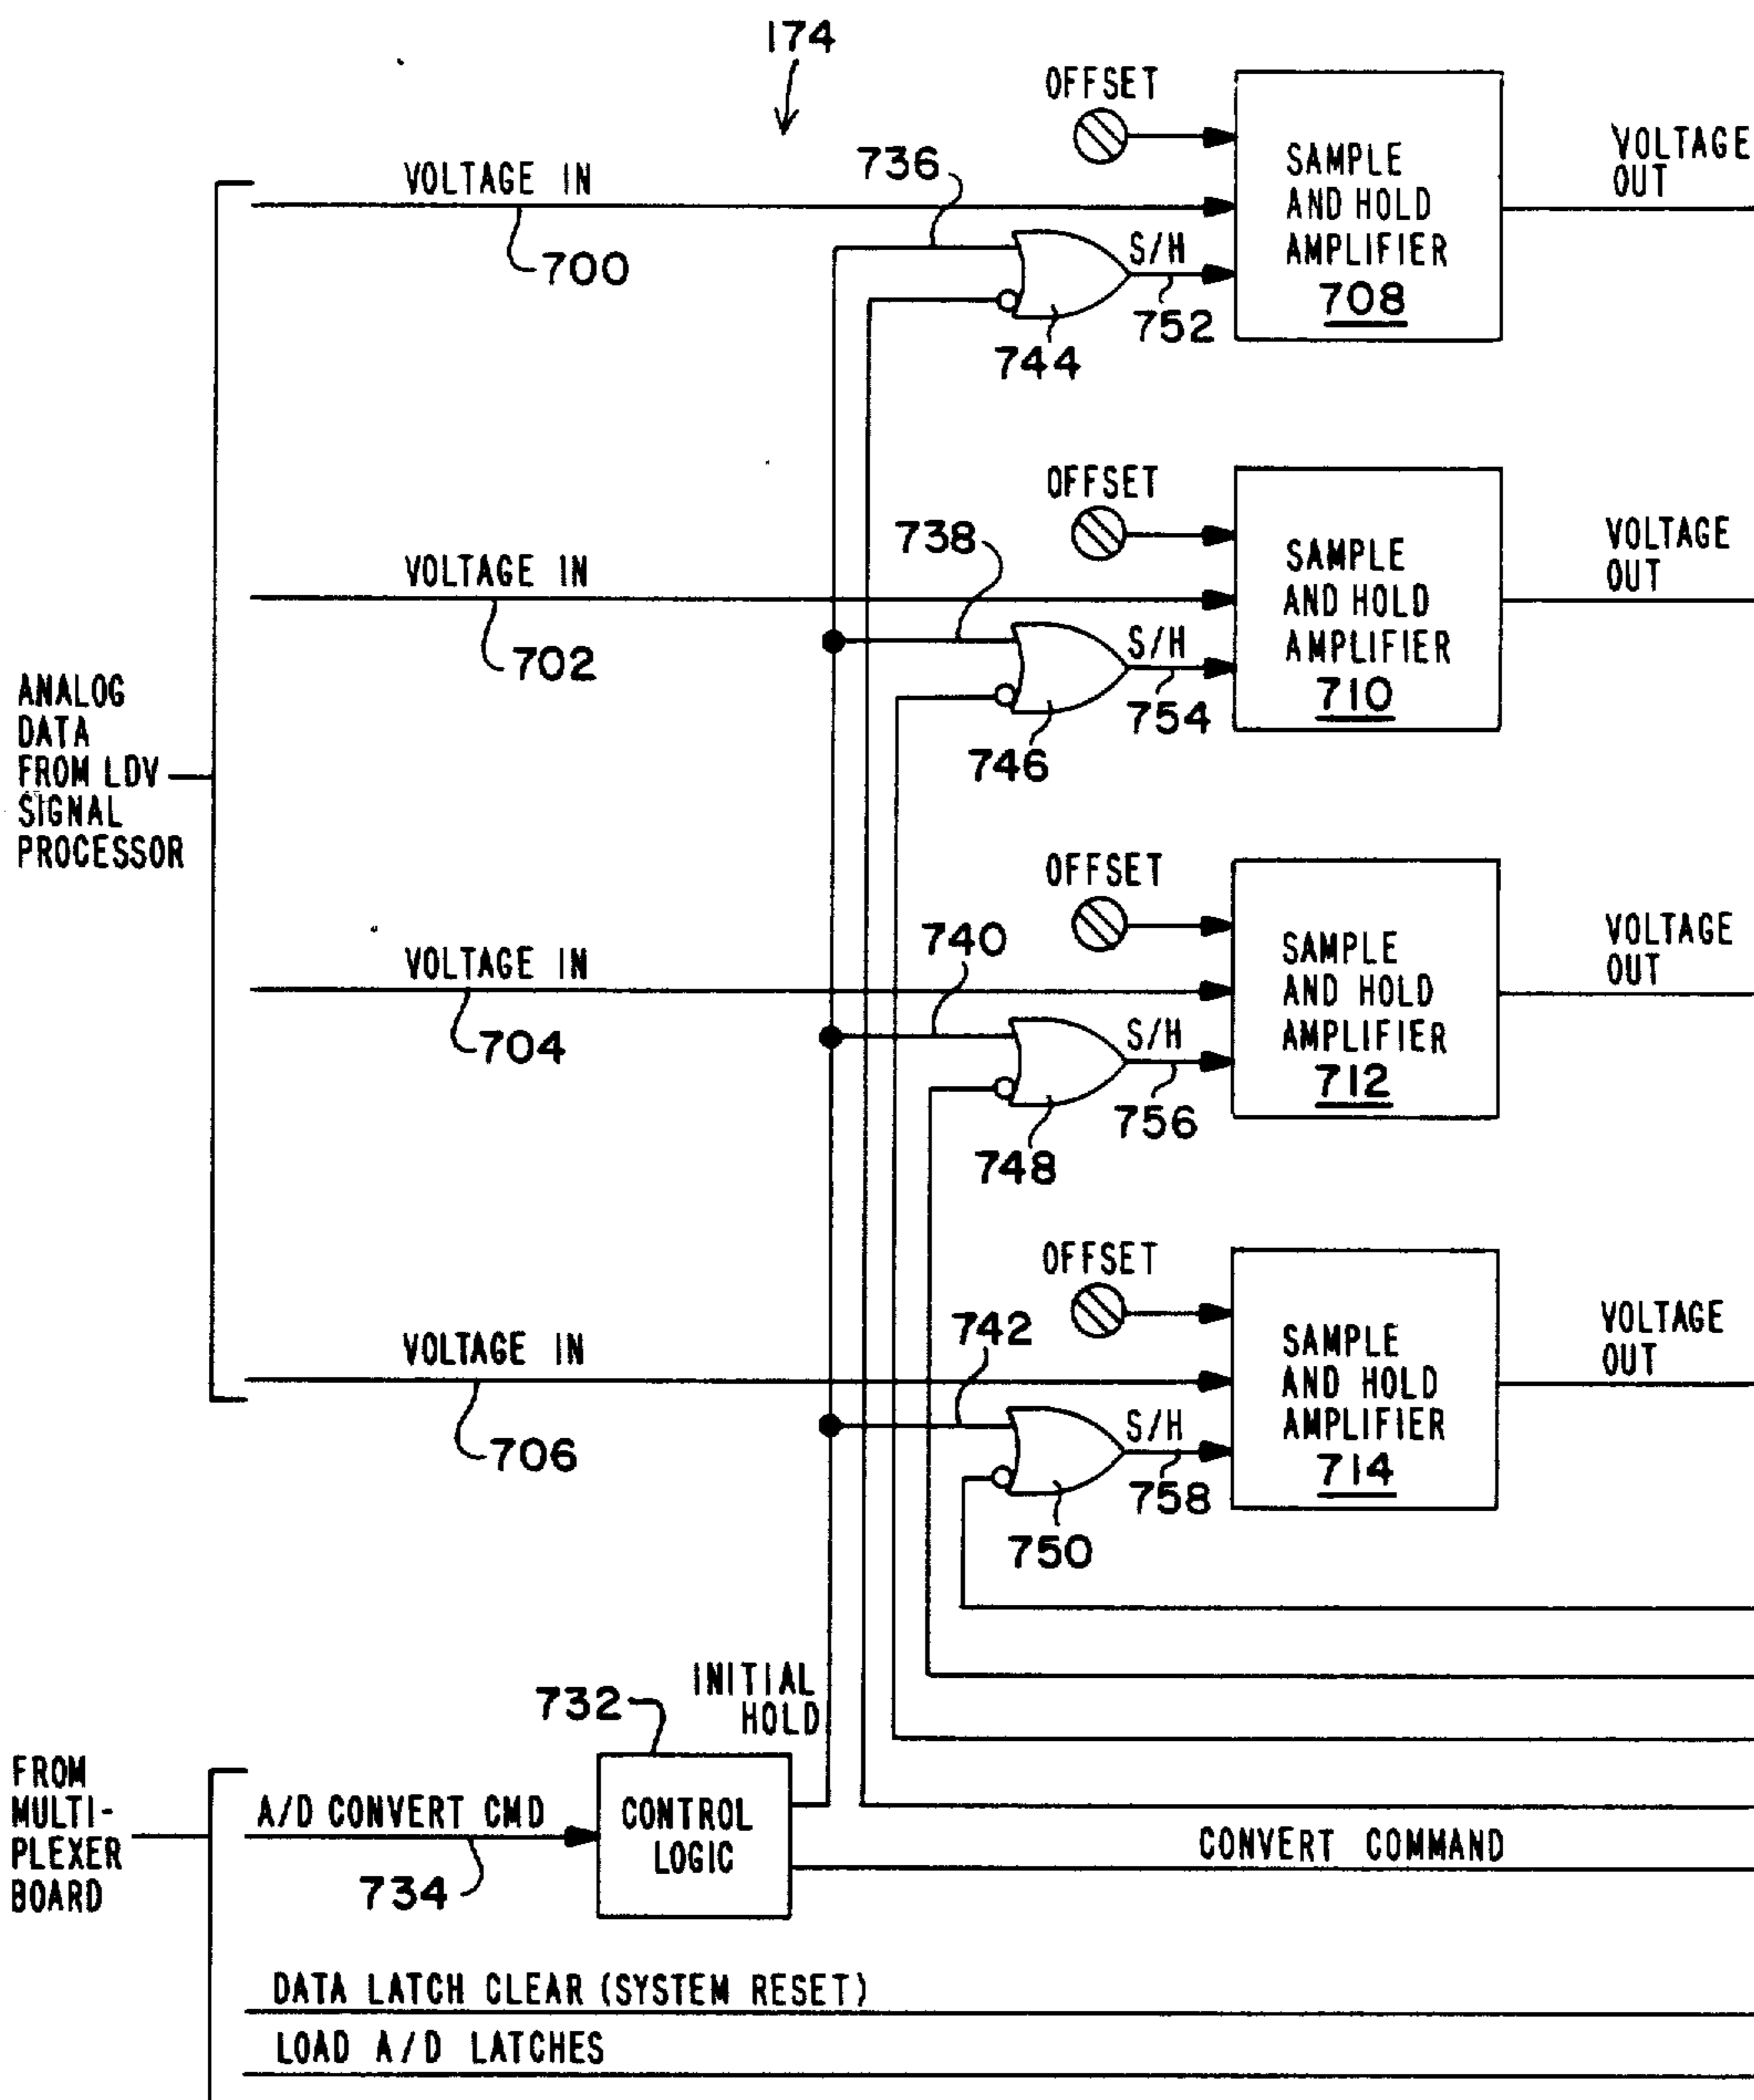 174
OFFSET
SAMPLE
AND HOLD
AMPLIFIER
708
VOLTAGE
OUT
736
VOLTAGE IN
700
S/H
752
744
OFFSET
SAMPLE
AND HOLD
AMPLIFIER
710
VOLTAGE
OUT
738
VOLTAGE IN
702
S/H
754
746
ANALOG
DATA
FROM LDV
SIGNAL
PROCESSOR
OFFSET
SAMPLE
AND HOLD
AMPLIFIER
712
VOLTAGE
OUT
740
VOLTAGE IN
704
S/H
756
748
OFFSET
SAMPLE
AND HOLD
AMPLIFIER
714
VOLTAGE
OUT
742
VOLTAGE IN
706
S/H
758
750
INITIAL
HOLD
732
FROM
MULTI-
PLEXER
BOARD
A/D CONVERT CMD
734
CONTROL
LOGIC
CONVERT COMMAND
DATA LATCH CLEAR (SYSTEM RESET)
LOAD A/D LATCHES